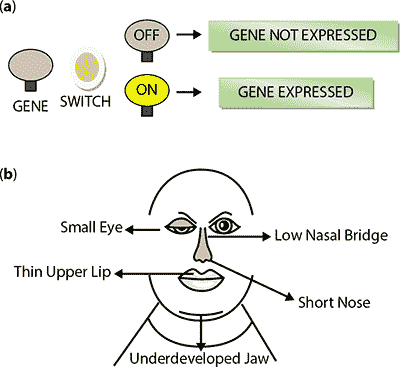 (a)
OFF
GENE NOT EXPRESSED
GENE
SWITCH
ON
GENE EXPRESSED
(b)
Small Eye
Low Nasal Bridge
Thin Upper Lip
Short Nose
Underdeveloped Jaw